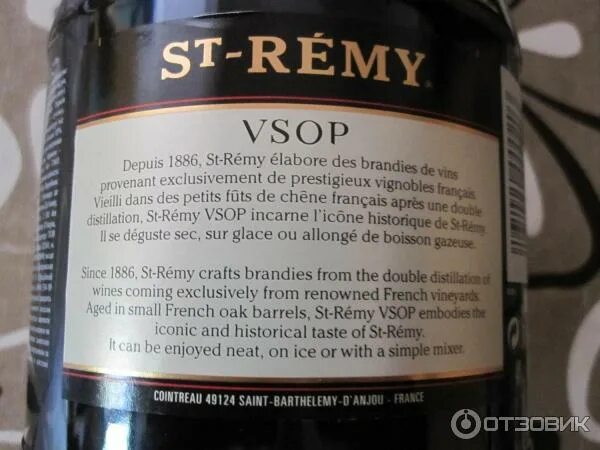 ST-RÉMY
VSOP
Depuis 1886, St-Rémy élabore des brandies de vins
provenant exclusivement de prestigieux vignobles français.
Vieilli dans des petits fûts de chêne français après une double
distillation, St-Rémy VSOP incarne l'icône historique de St-Rémy.
Il se déguste sec, sur glace ou allongé de boisson gazeuse.
Since 1886, St-Rémy crafts brandies from the double distillation of
wines coming exclusively from renowned French vineyards.
Aged in small French oak barrels, St-Rémy VSOP embodies the
iconic and historical taste of St-Rémy.
It can be enjoyed neat, on ice or with a simple mixer.
COINTREAU 49124 SAINT-BARTHELEMY-D'ANJOU - FRANCE
ОТЗОВИК